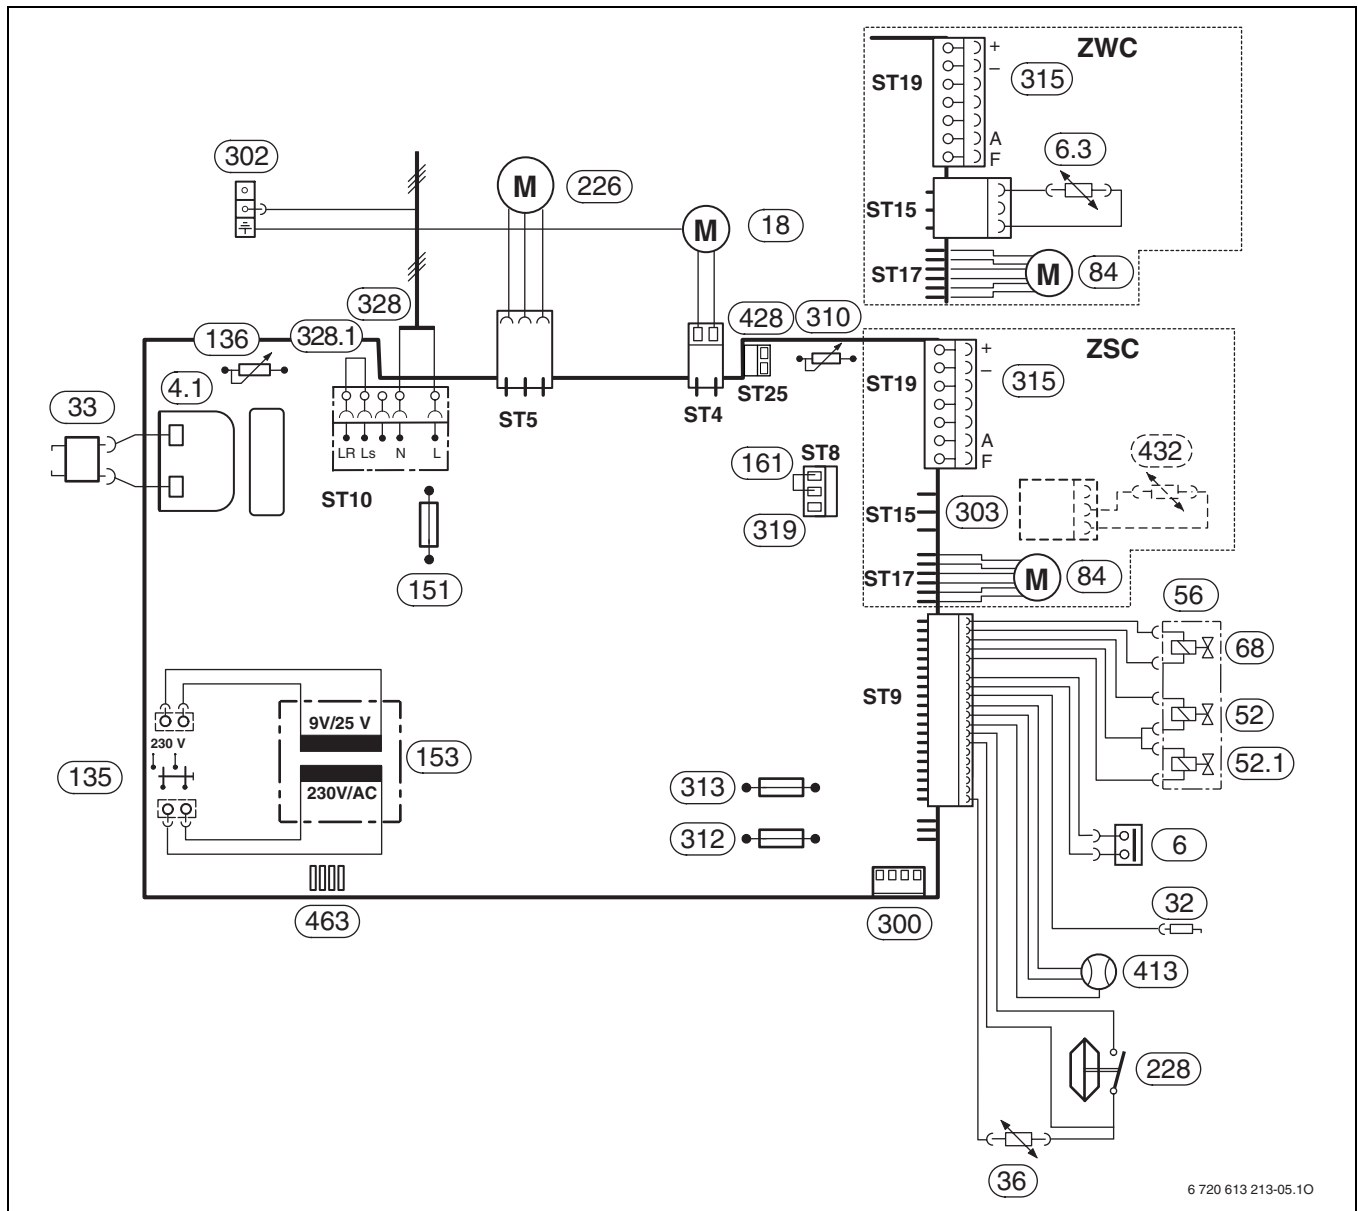 ZWC
+
–
ST19
315
A
F
6.3
ST15
ST17
M
84
302
M
226
M
18
328
136
328.1
428
310
4.1
33
LR
Ls
N
L
ST10
ST5
ST4
ST25
ZSC
+
–
ST19
315
A
F
161
ST8
319
432
ST15
303
ST17
M
84
151
56
68
ST9
52
52.1
9V/25 V
230 V
153
135
230V/AC
313
312
6
463
300
32
413
228
36
6 720 613 213-05.1O